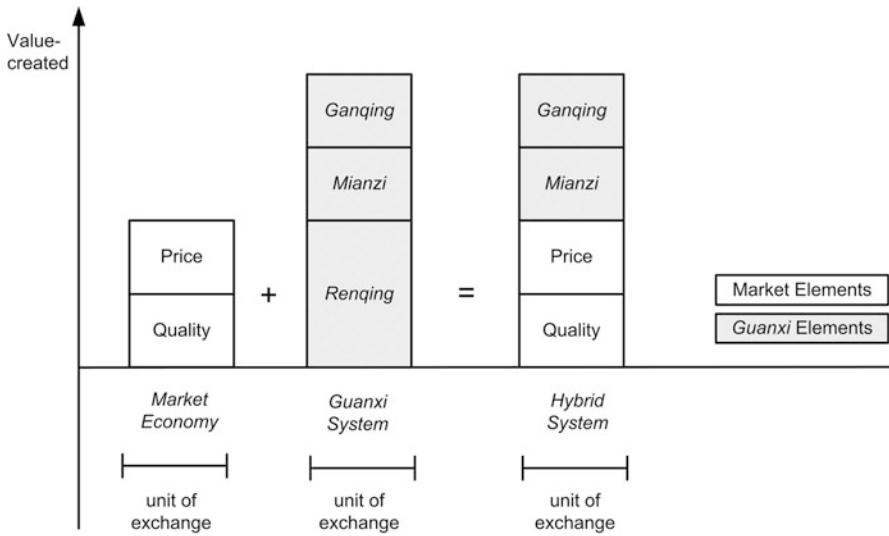 Value-
created
Ganqing
Mianzi
Renqing
Price
Quality
+
=
Ganqing
Mianzi
Price
Quality
Market Elements
Guanxi Elements
Market
Economy
Guanxi
System
Hybrid
System
unit of
exchange
unit of
exchange
unit of
exchange